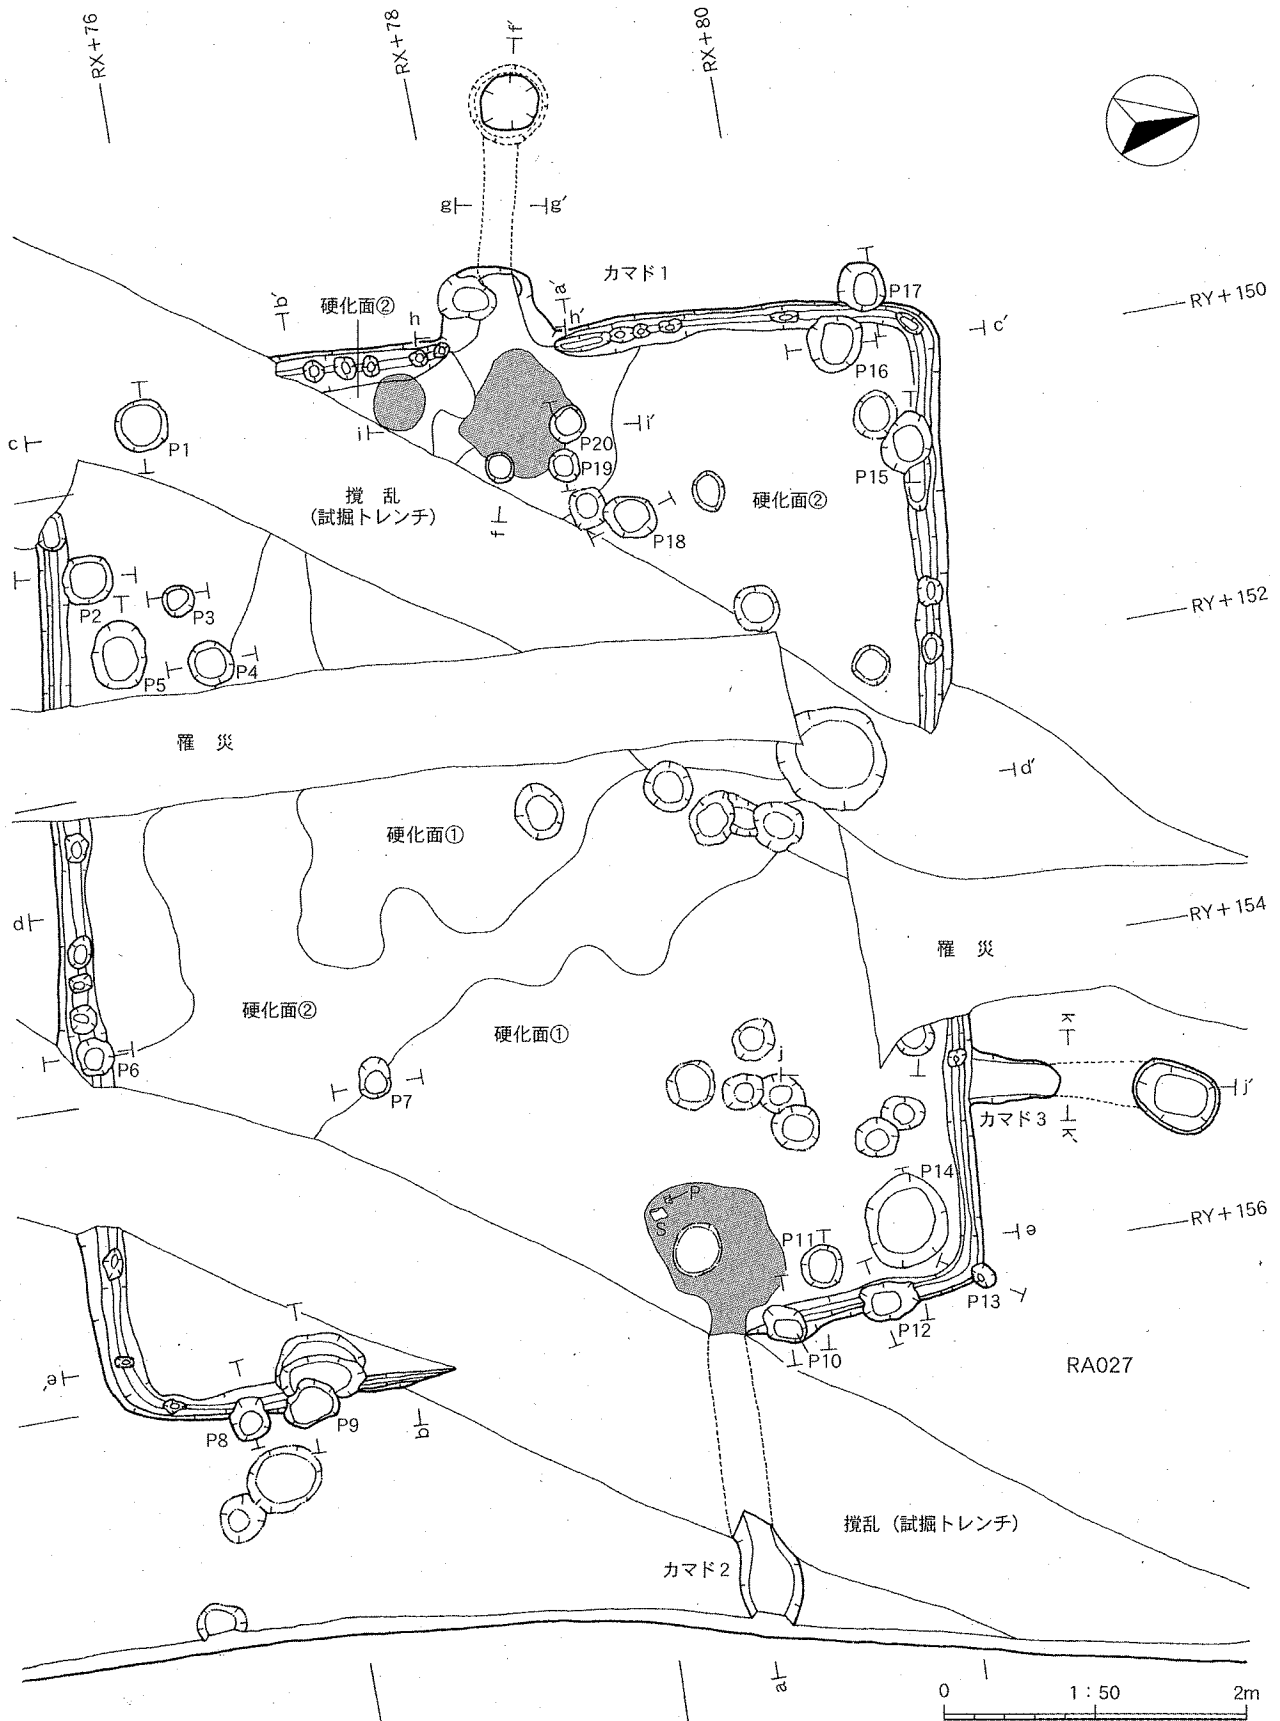 RX+76
RX+78
RX+80
f'
g
g'
カマド1
a'
h'
b'
硬化面②
h
P17
RY+150
c'
P16
i
i'
P20
P19
c
P1
P15
撹 乱
(試掘トレンチ)
f
硬化面②
P18
P2
P3
RY+152
P5
P4
罹 災
d'
硬化面①
d
RY+154
罹 災
硬化面②
硬化面①
k
P6
j
P7
カマド3
j'
k'
P14
P
S
RY+156
e
P11
P13
P12
P10
RA027
e'
P8
P9
b
撹乱(試掘トレンチ)
カマド2
a
0
1:50
2m